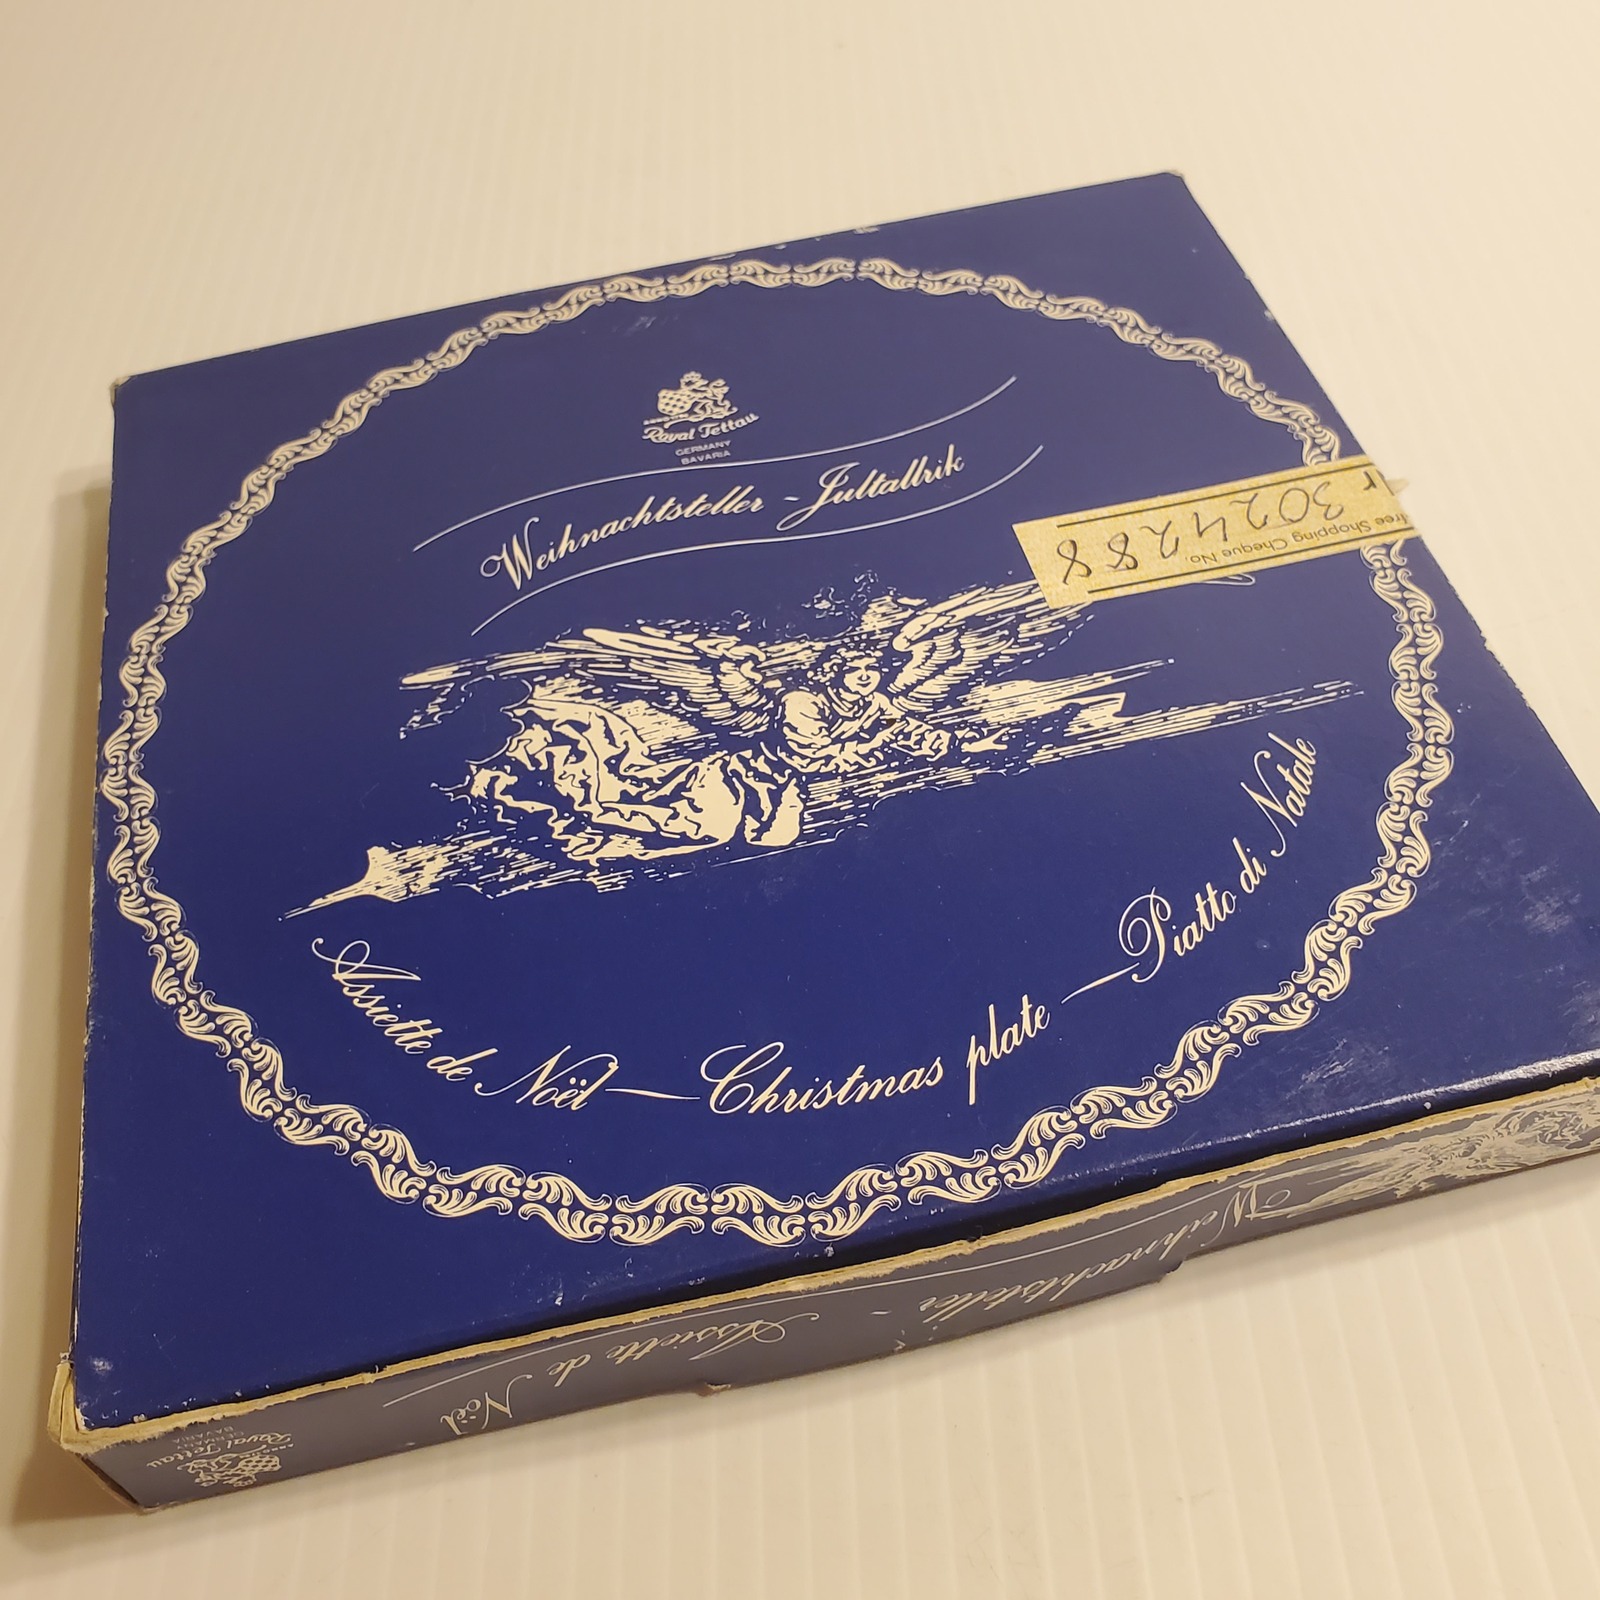 Royal Tettau
GERMANY
BAVARIA
Weihnachtsteller - Jultallrik
free Shopping Cheque No.
r 3024288
Assiette de Noël — Christmas plate — Piatto di Natale
Weihnachtsteller - Assiette de Noël
Royal Tettau
GERMANY
BAVARIA